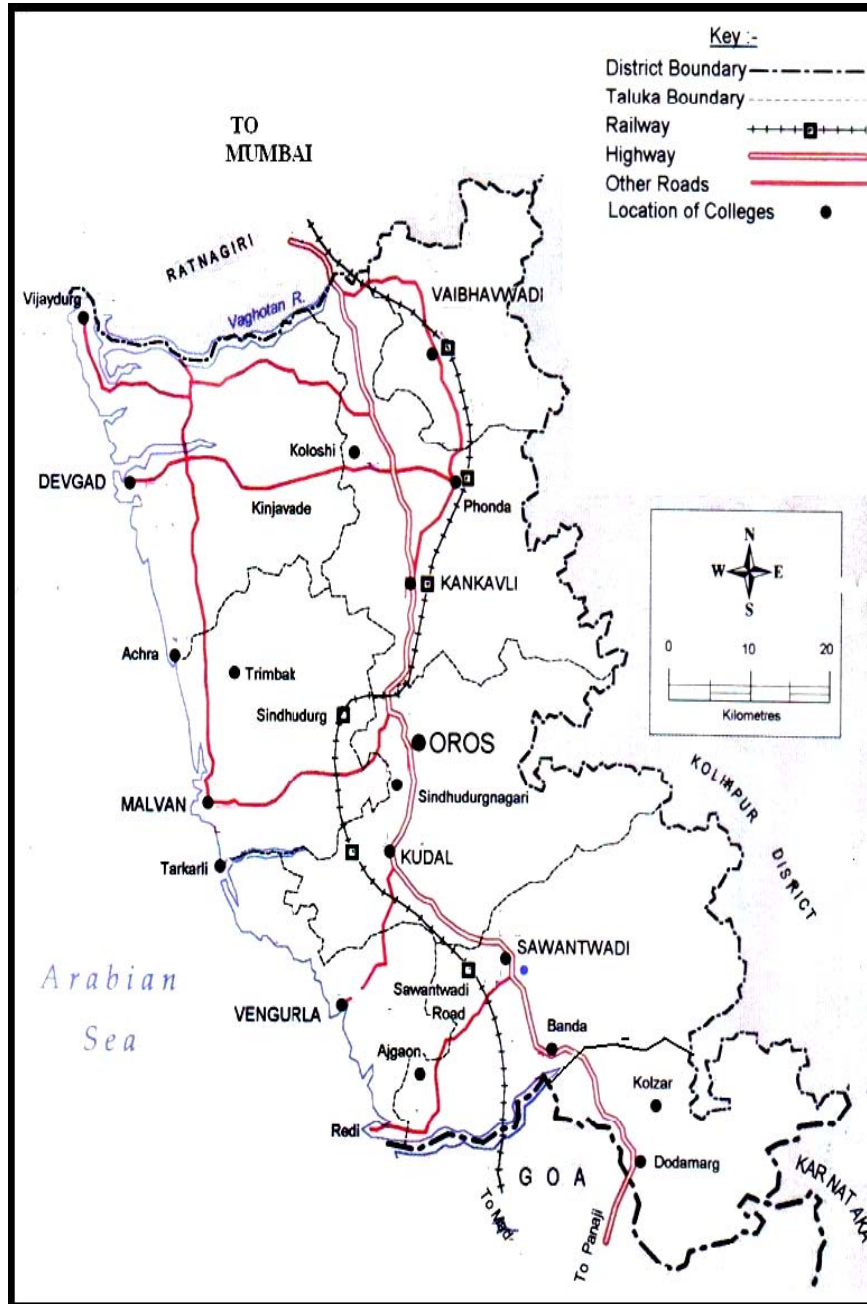 Key :-
District Boundary
Taluka Boundary
Railway
Highway
Other Roads
Location of Colleges
TO
MUMBAI
RATNAGIRI
Vijaydurg
Vaghotan R.
VAIBHAVWADI
Koloshi
DEVGAD
Kinjavade
Phonda
KANKAVLI
N
W
E
S
0
10
20
Kilometres
Achra
Trimbak
Sindhudurg
OROS
MALVAN
Sindhudurgnagari
KOLHAPUR
DISTRICT
Tarkarli
KUDAL
SAWANTWADI
Arabian
Sea
Sawantwadi
Road
VENGURLA
Banda
Ajgaon
Kolzar
Redi
Dodamarg
GOA
KARNATAKA
To
To Panaji